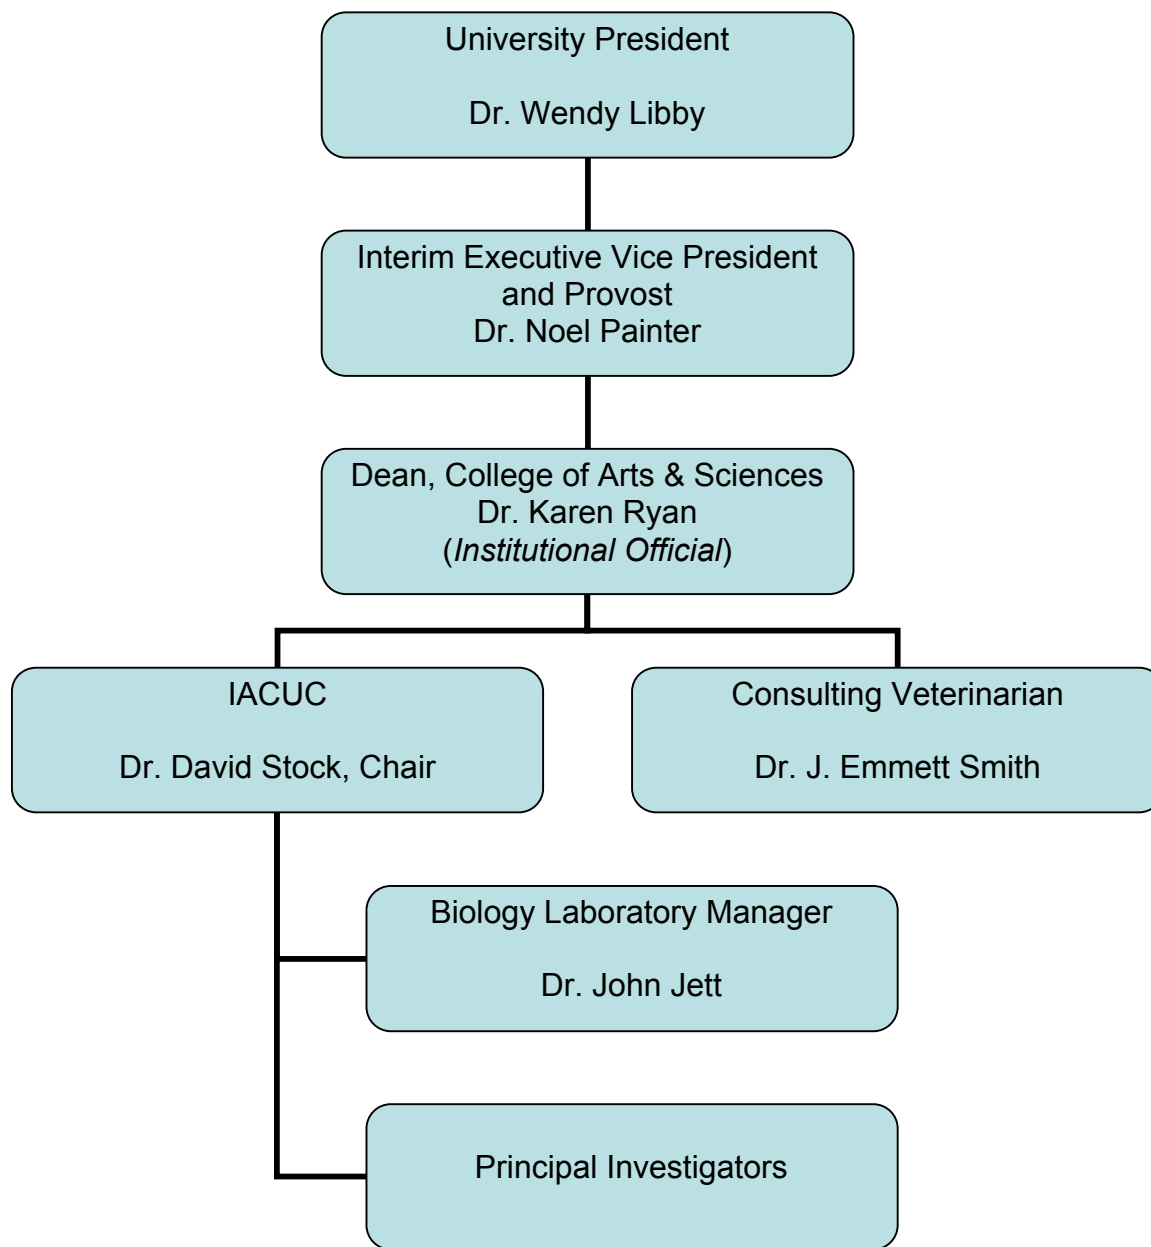 University President
Dr. Wendy Libby
Interim Executive Vice President
and Provost
Dr. Noel Painter
Dean, College of Arts & Sciences
Dr. Karen Ryan
(Institutional Official)
IACUC
Dr. David Stock, Chair
Consulting Veterinarian
Dr. J. Emmett Smith
Biology Laboratory Manager
Dr. John Jett
Principal Investigators